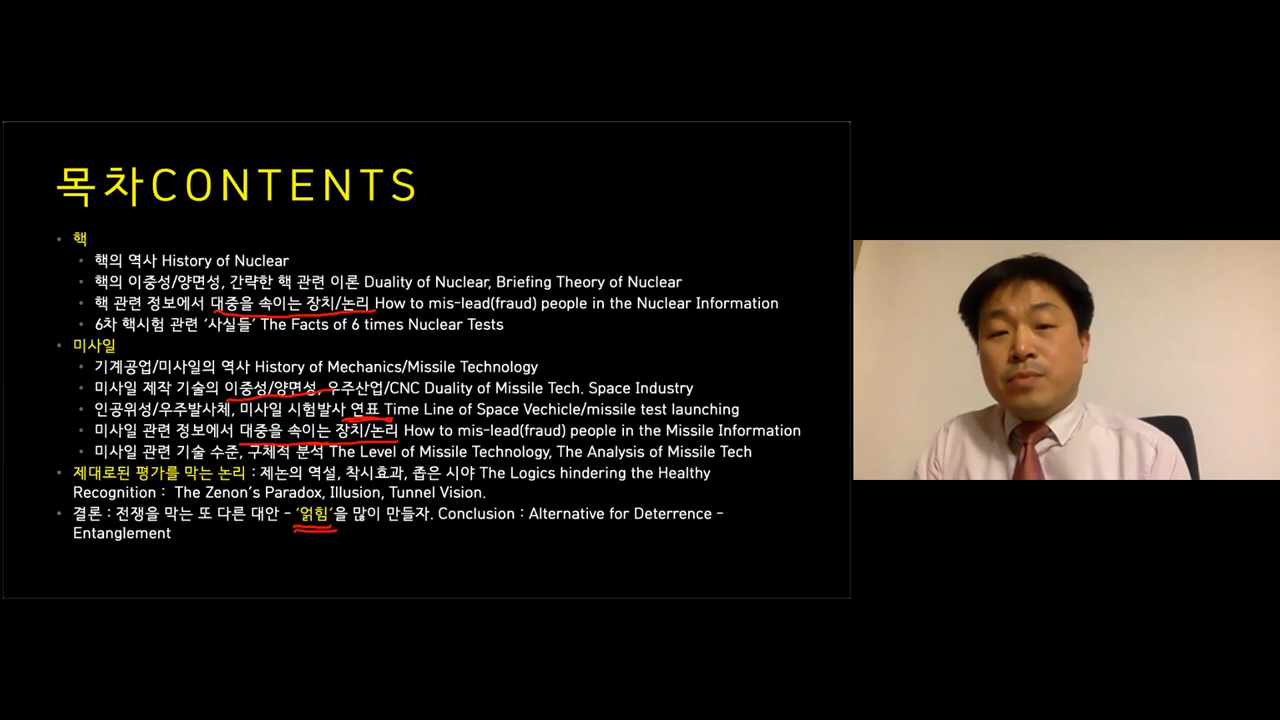 목차CONTENTS
핵
핵의 역사 History of Nuclear
핵의 이중성/양면성, 간략한 핵 관련 이론 Duality of Nuclear, Briefing Theory of Nuclear
핵 관련 정보에서 대중을 속이는 장치/논리 How to mis-lead(fraud) people in the Nuclear Information
6차 핵시험 관련 ‘사실들’ The Facts of 6 times Nuclear Tests
미사일
기계공업/미사일의 역사 History of Mechanics/Missile Technology
미사일 제작 기술의 이중성/양면성, 우주산업/CNC Duality of Missile Tech. Space Industry
인공위성/우주발사체, 미사일 시험발사 연표 Time Line of Space Vechicle/missile test launching
미사일 관련 정보에서 대중을 속이는 장치/논리 How to mis-lead(fraud) people in the Missile Information
미사일 관련 기술 수준, 구체적 분석 The Level of Missile Technology, The Analysis of Missile Tech
제대로된 평가를 막는 논리 : 제논의 역설, 착시효과, 좁은 시야 The Logics hindering the Healthy
Recognition : The Zenon’s Paradox, Illusion, Tunnel Vision.
결론 : 전쟁을 막는 또 다른 대안 – ‘얽힘’을 많이 만들자. Conclusion : Alternative for Deterrence –
Entanglement